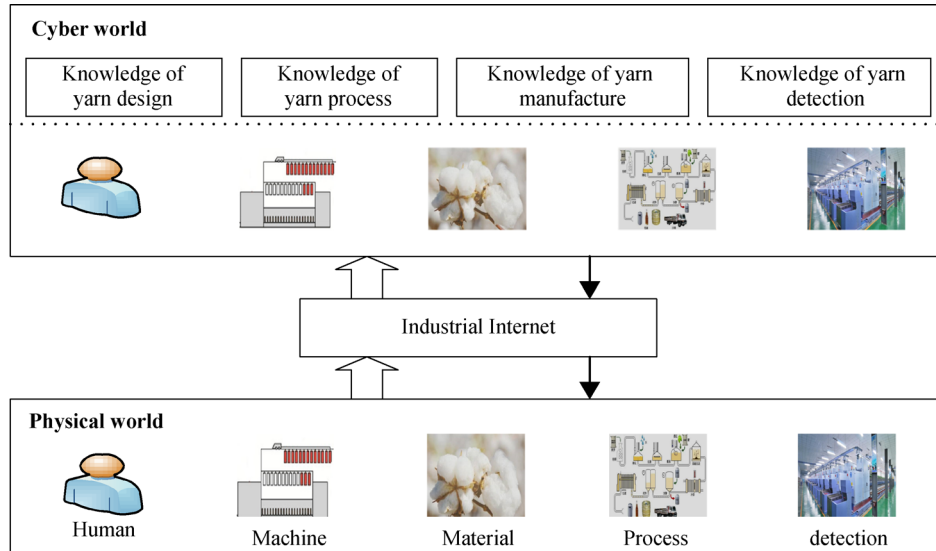 Cyber world
Knowledge of
yarn design
Knowledge of
yarn process
Knowledge of yarn
manufacture
Knowledge of yarn
detection
Industrial Internet
Physical world
Human
Machine
Material
Process
detection